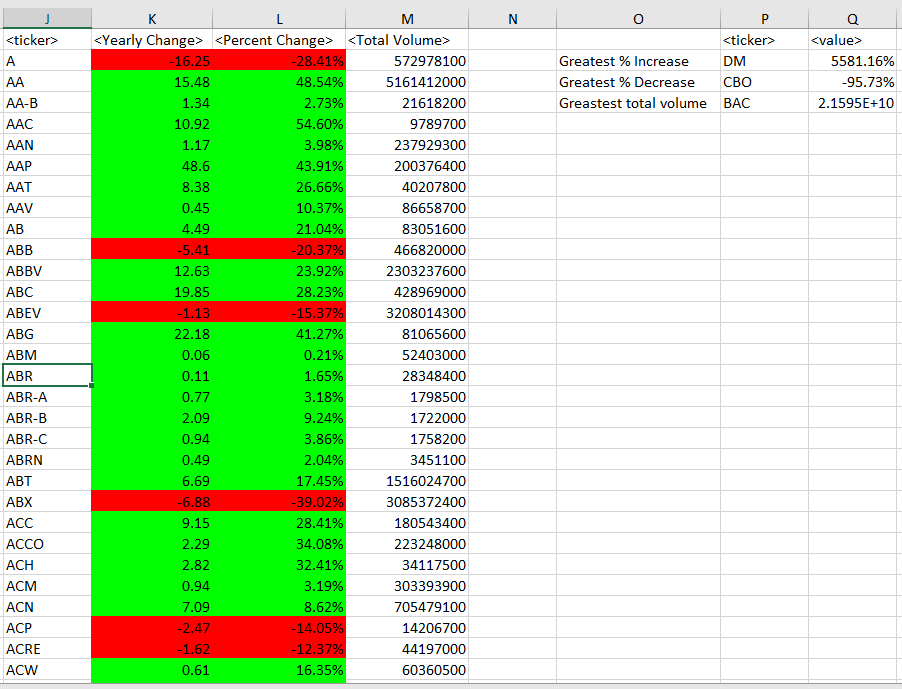 J K L M N O P Q
<ticker> <Yearly Change> <Percent Change> <Total Volume> <ticker> <value>
A -16.25 -28.41% 572978100 Greatest % Increase DM 5581.16%
AA 15.48 48.54% 5161412000 Greatest % Decrease CBO -95.73%
AA-B 1.34 2.73% 21618200 Greastest total volume BAC 2.1595E+10
AAC 10.92 54.60% 9789700
AAN 1.17 3.98% 237929300
AAP 48.6 43.91% 200376400
AAT 8.38 26.66% 40207800
AAV 0.45 10.37% 86658700
AB 4.49 21.04% 83051600
ABB -5.41 -20.37% 466820000
ABBV 12.63 23.92% 2303237600
ABC 19.85 28.23% 428969000
ABEV -1.13 -15.37% 3208014300
ABG 22.18 41.27% 81065600
ABM 0.06 0.21% 52403000
ABR 0.11 1.65% 28348400
ABR-A 0.77 3.18% 1798500
ABR-B 2.09 9.24% 1722000
ABR-C 0.94 3.86% 1758200
ABRN 0.49 2.04% 3451100
ABT 6.69 17.45% 1516024700
ABX -6.88 -39.02% 3085372400
ACC 9.15 28.41% 180543400
ACCO 2.29 34.08% 223248000
ACH 2.82 32.41% 34117500
ACM 0.94 3.19% 303393900
ACN 7.09 8.62% 705479100
ACP -2.47 -14.05% 14206700
ACRE -1.62 -12.37% 44197000
ACW 0.61 16.35% 60360500